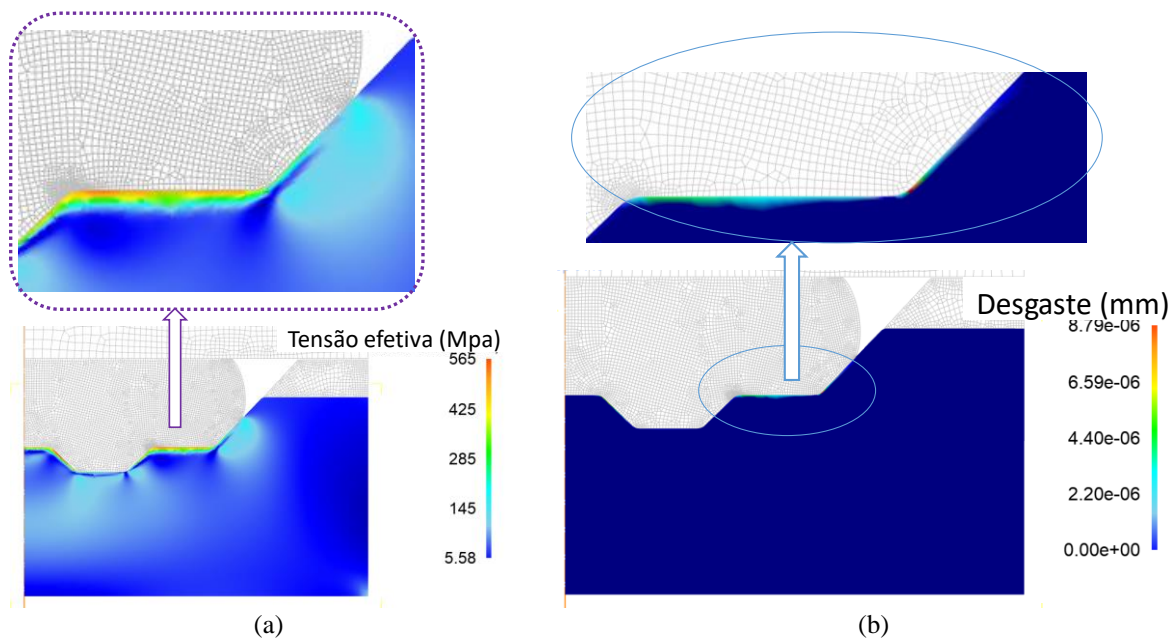 Tensão efetiva (Mpa)
565
425
285
145
5.58
(a)
Desgaste (mm)
8.79e-06
6.59e-06
4.40e-06
2.20e-06
0.00e+00
(b)